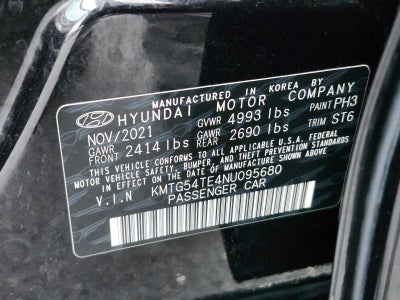 MANUFACTURED IN KOREA BY
HYUNDAI MOTOR COMPANY
NOV/2021 GVWR 4993 lbs PAINT PH3
GAWR FRONT 2414 lbs GAWR REAR 2690 lbs TRIM ST6
THIS VEHICLE CONFORMS TO ALL APPLICABLE U.S.A. FEDERAL
MOTOR VEHICLE SAFETY, BUMPER, AND THEFT PREVENTION STANDARDS
IN EFFECT ON THE DATE OF MANUFACTURE SHOWN ABOVE.
V.I.N KMTG54TE4NU095680
PASSENGER CAR